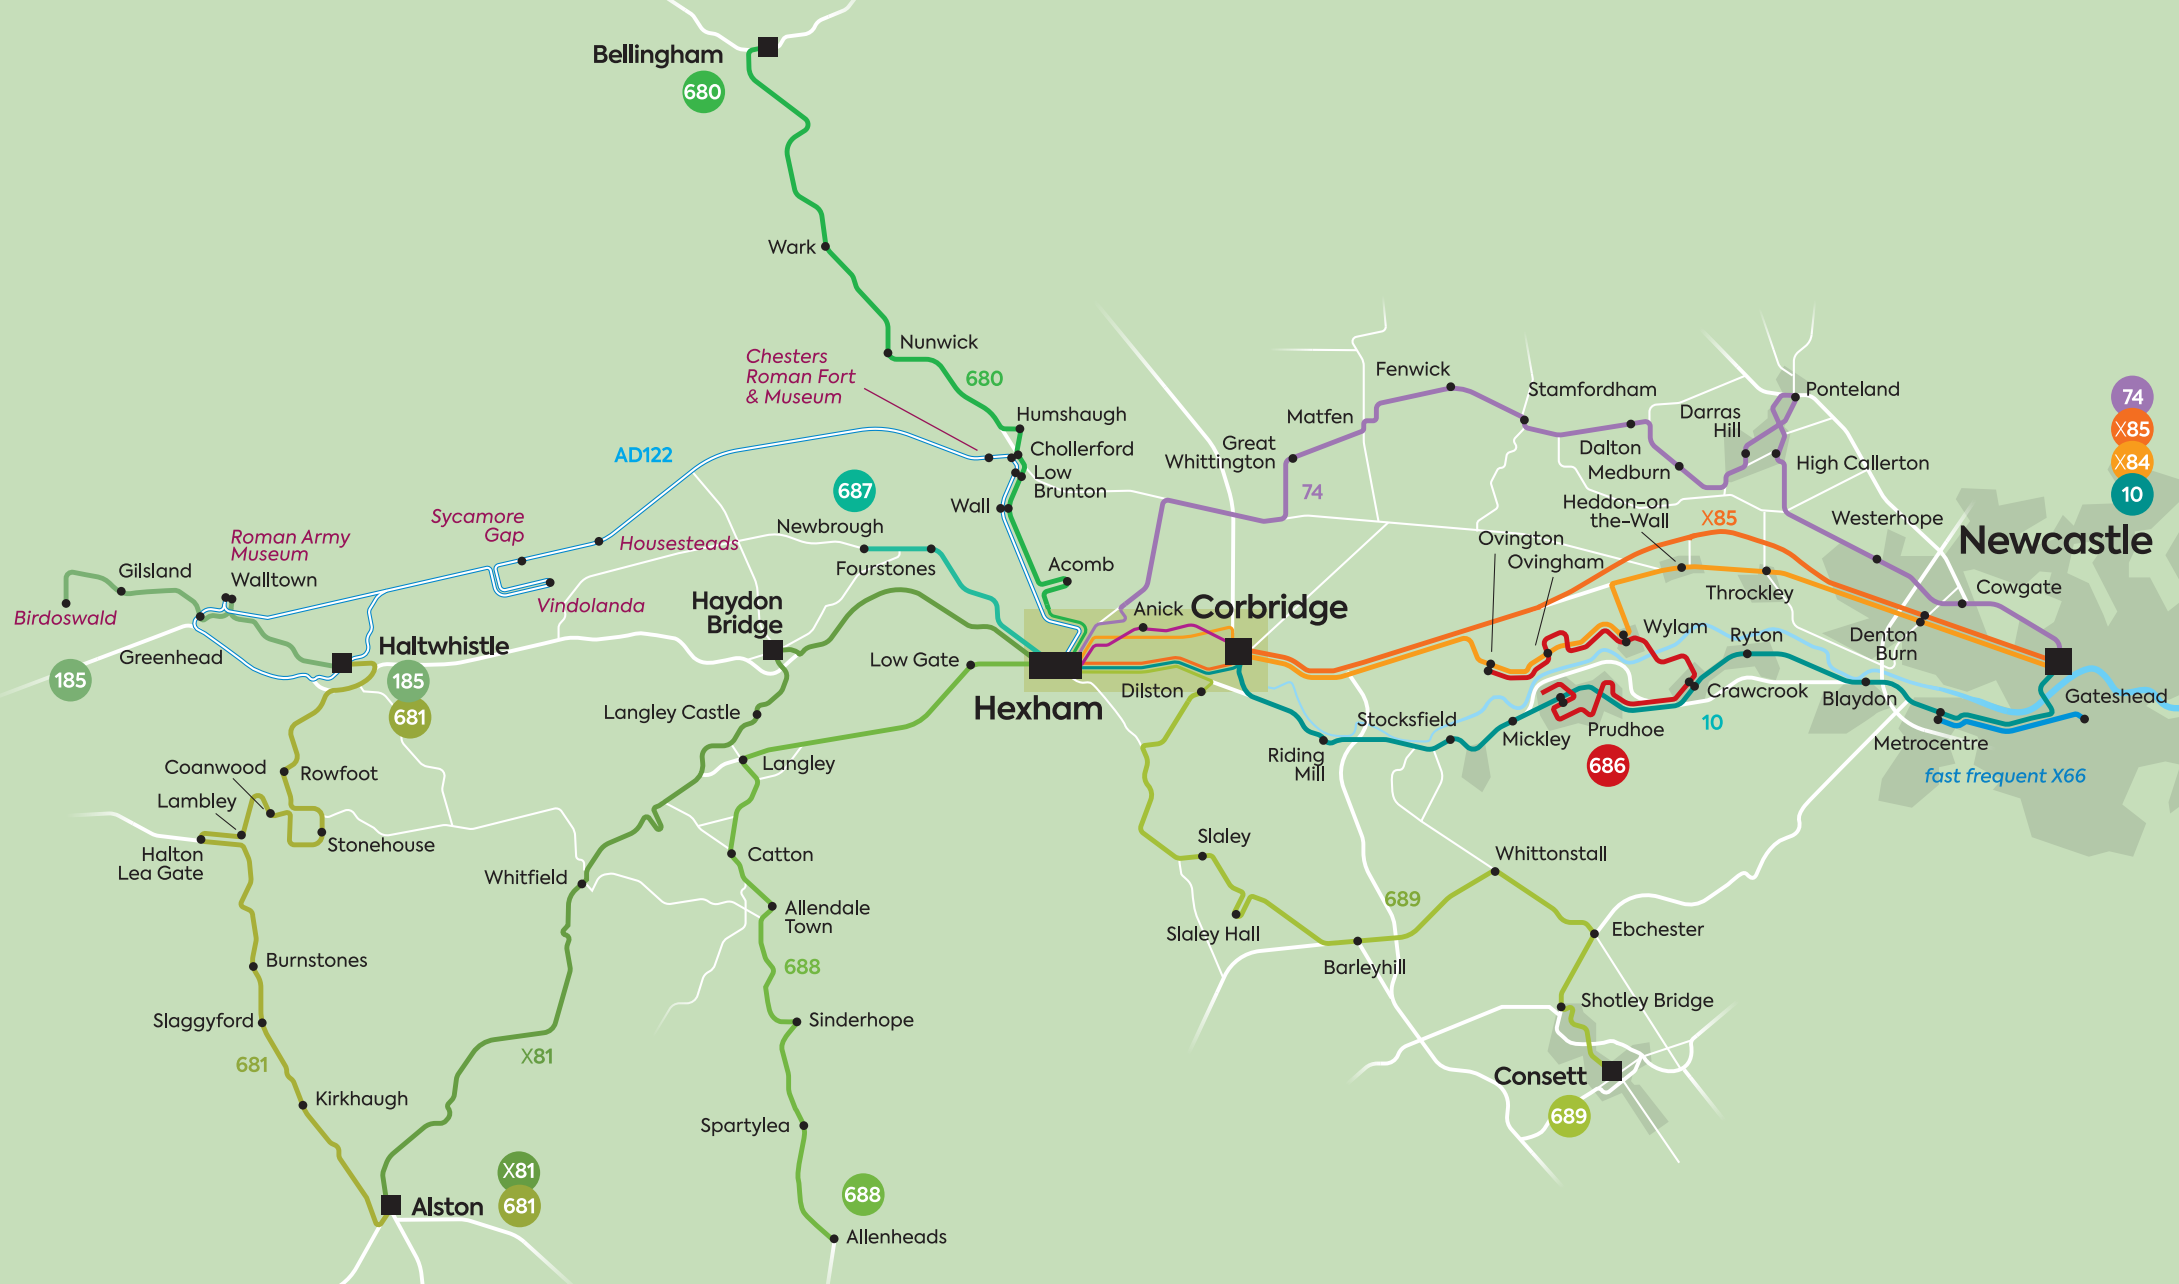 Bellingham
680
Wark
Nunwick
680
Chesters
Roman Fort
& Museum
Humshaugh
Chollerford
Low
Brunton
Wall
Acomb
AD122
687
Newbrough
Fourstones
Sycamore
Gap
Housesteads
Vindolanda
Roman Army
Museum
Walltown
Gilsland
Birdoswald
Greenhead
185
Haltwhistle
185
681
Haydon
Bridge
Langley Castle
Langley
Low Gate
Hexham
Anick
Corbridge
Dilston
Great
Whittington
74
Matfen
Fenwick
Stamfordham
Dalton
Medburn
Darras
Hill
Ponteland
High Callerton
Heddon-on
the-Wall
X85
Westerhope
Ovington
Ovingham
Throckley
Cowgate
Newcastle
74
X85
X84
10
Wylam
Ryton
Denton
Burn
Crawcrook
Blaydon
Gateshead
10
Metrocentre
fast frequent X66
Prudhoe
686
Mickley
Stocksfield
Riding
Mill
Coanwood
Rowfoot
Lambley
Stonehouse
Halton
Lea Gate
Whitfield
Catton
Allendale
Town
688
Burnstones
Slaggyford
681
Kirkhaugh
X81
Sinderhope
Spartylea
688
Allenheads
X81
681
Alston
Slaley
Slaley Hall
689
Barleyhill
Whittonstall
Ebchester
Shotley Bridge
Consett
689